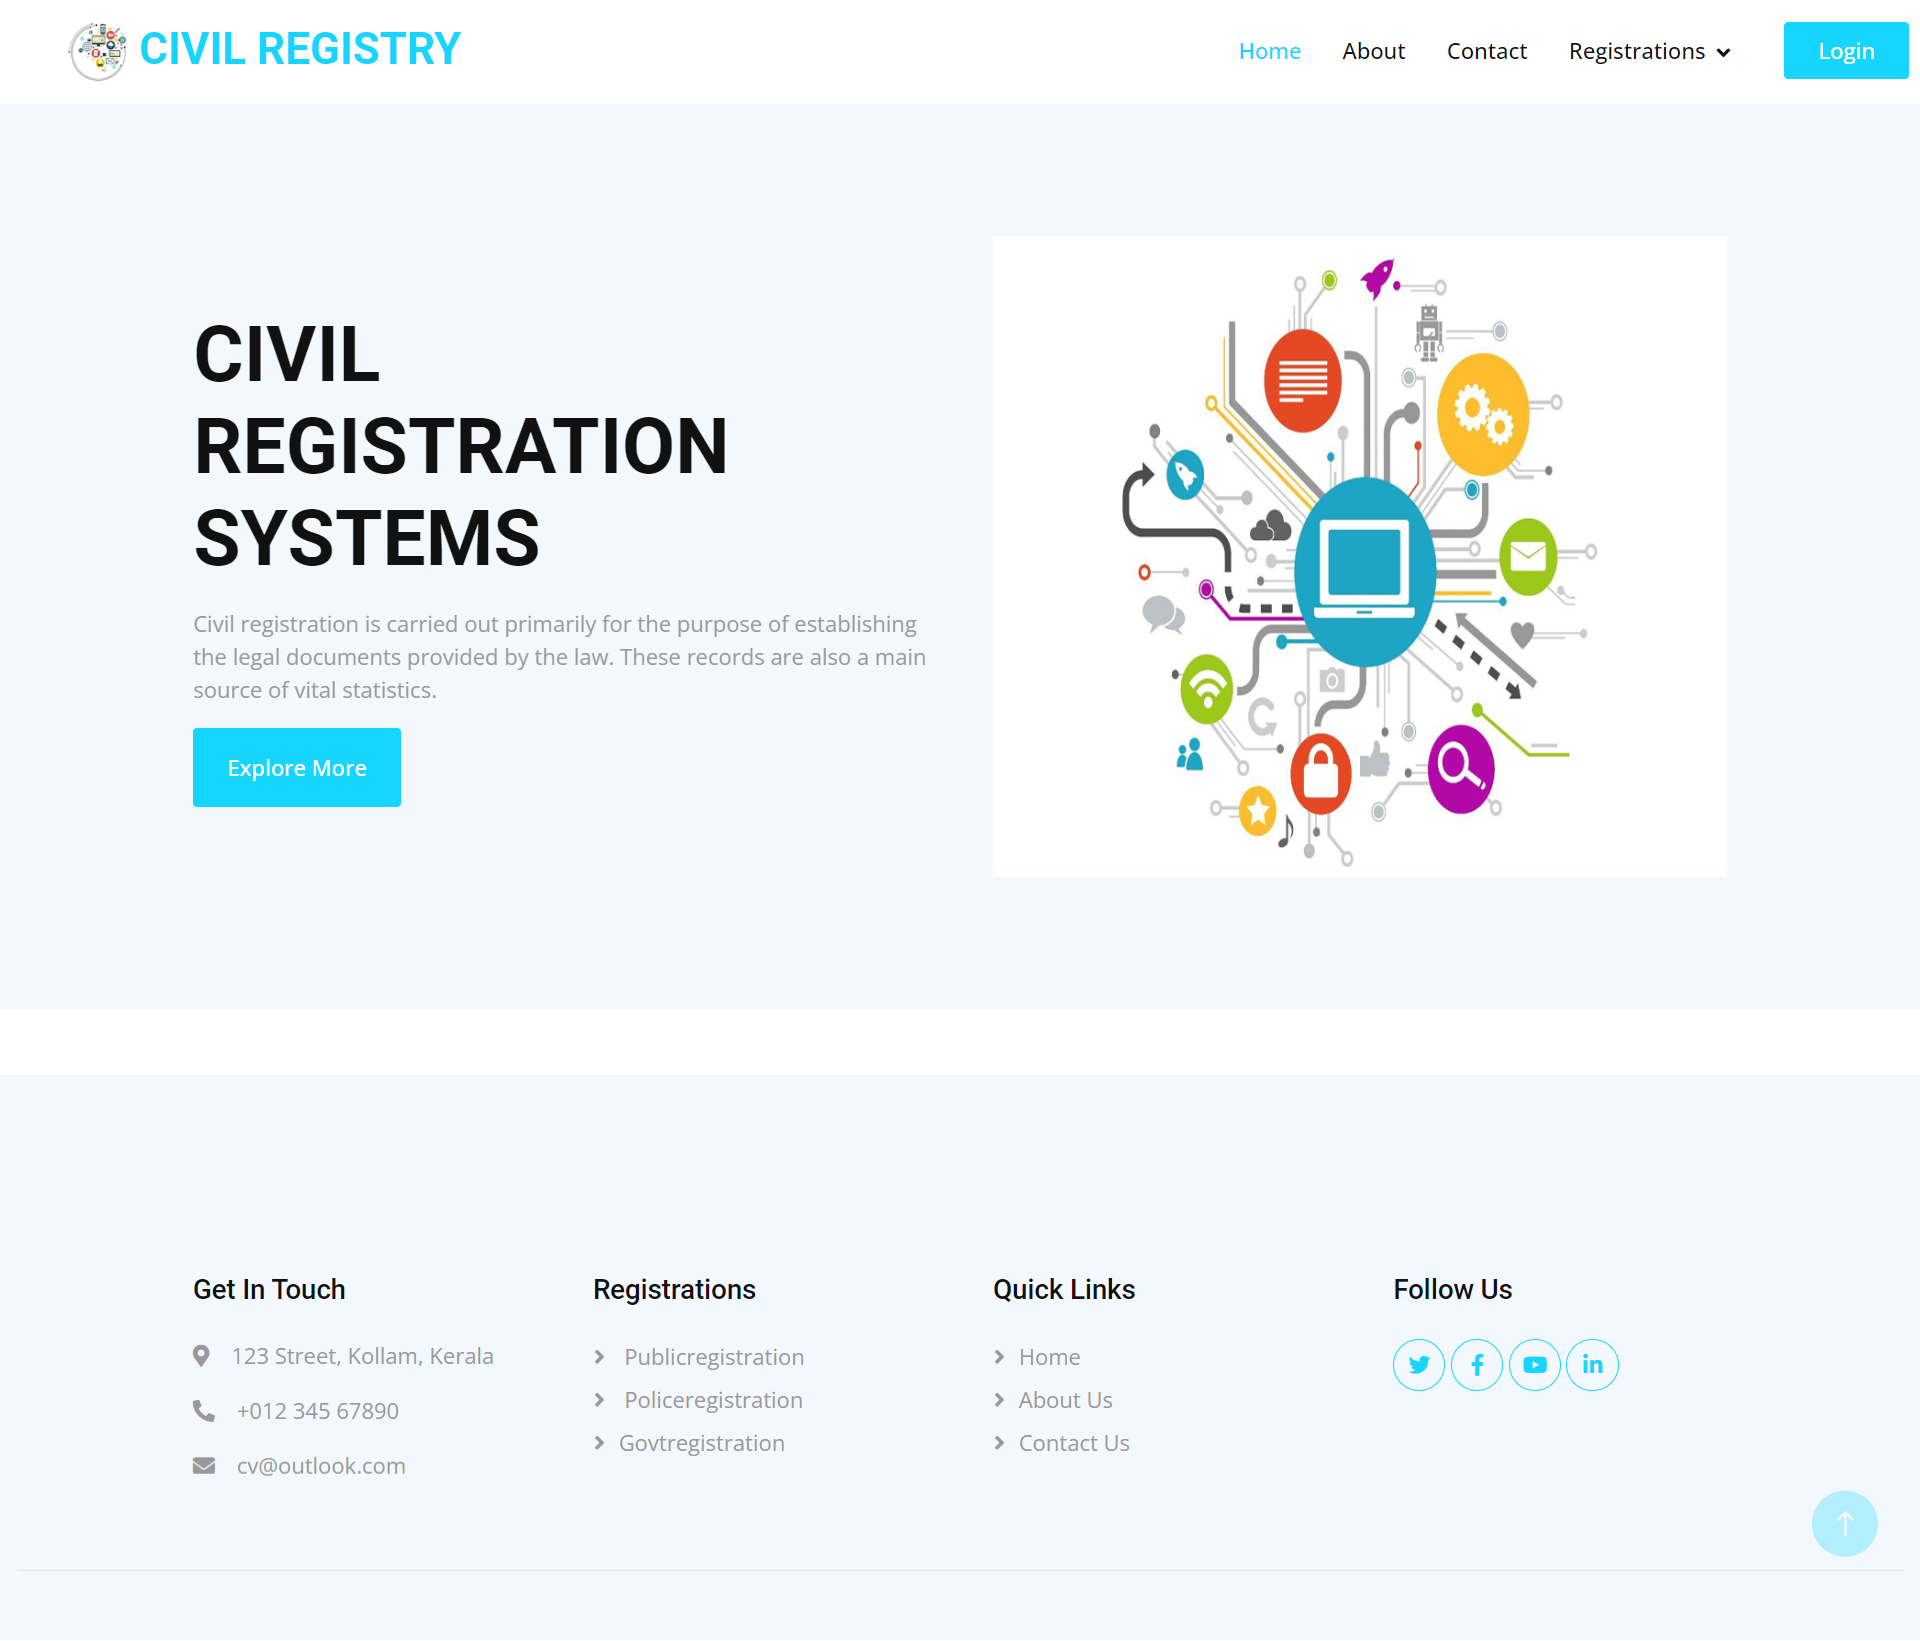 CIVIL REGISTRY
Home About Contact Registrations Login
CIVIL
REGISTRATION
SYSTEMS
Civil registration is carried out primarily for the purpose of establishing
the legal documents provided by the law. These records are also a main
source of vital statistics.
Explore More
Get In Touch
123 Street, Kollam, Kerala
+012 345 67890
cv@outlook.com
Registrations
Publicregistration
Policeregistration
Govtregistration
Quick Links
Home
About Us
Contact Us
Follow Us